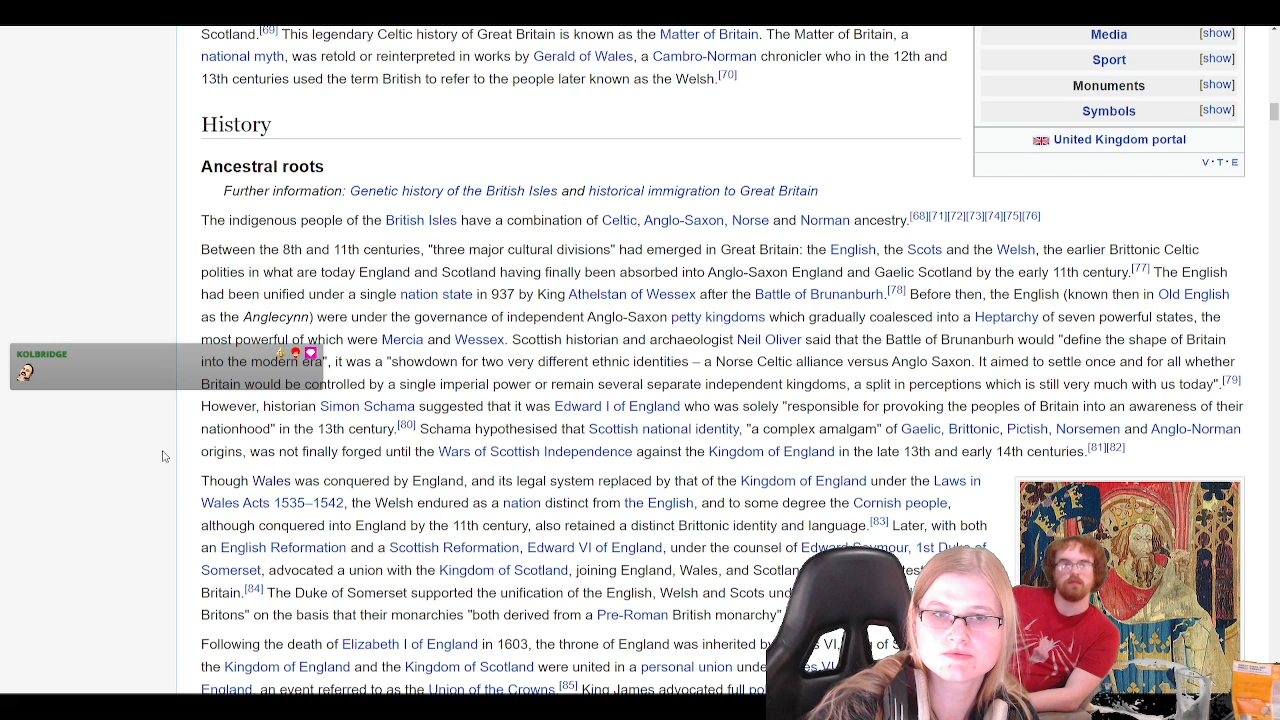 Scotland.[69] This legendary Celtic history of Great Britain is known as the Matter of Britain. The Matter of Britain, a
national myth, was retold or reinterpreted in works by Gerald of Wales, a Cambro-Norman chronicler who in the 12th and
13th centuries used the term British to refer to the people later known as the Welsh.[70]
Media [show]
Sport [show]
Monuments [show]
Symbols [show]
United Kingdom portal
V · T · E
History
Ancestral roots
Further information: Genetic history of the British Isles and historical immigration to Great Britain
The indigenous people of the British Isles have a combination of Celtic, Anglo-Saxon, Norse and Norman ancestry.[68][71][72][73][74][75][76]
Between the 8th and 11th centuries, "three major cultural divisions" had emerged in Great Britain: the English, the Scots and the Welsh, the earlier Brittonic Celtic
polities in what are today England and Scotland having finally been absorbed into Anglo-Saxon England and Gaelic Scotland by the early 11th century.[77] The English
had been unified under a single nation state in 937 by King Athelstan of Wessex after the Battle of Brunanburh.[78] Before then, the English (known then in Old English
as the Anglecynn) were under the governance of independent Anglo-Saxon petty kingdoms which gradually coalesced into a Heptarchy of seven powerful states, the
most powerful of which were Mercia and Wessex. Scottish historian and archaeologist Neil Oliver said that the Battle of Brunanburh would "define the shape of Britain
into the modern era", it was a "showdown for two very different ethnic identities – a Norse Celtic alliance versus Anglo Saxon. It aimed to settle once and for all whether
Britain would be controlled by a single imperial power or remain several separate independent kingdoms, a split in perceptions which is still very much with us today".[79]
However, historian Simon Schama suggested that it was Edward I of England who was solely "responsible for provoking the peoples of Britain into an awareness of their
nationhood" in the 13th century.[80] Schama hypothesised that Scottish national identity, "a complex amalgam" of Gaelic, Brittonic, Pictish, Norsemen and Anglo-Norman
origins, was not finally forged until the Wars of Scottish Independence against the Kingdom of England in the late 13th and early 14th centuries.[81][82]
KOLBRIDGE
Though Wales was conquered by England, and its legal system replaced by that of the Kingdom of England under the Laws in
Wales Acts 1535–1542, the Welsh endured as a nation distinct from the English, and to some degree the Cornish people,
although conquered into England by the 11th century, also retained a distinct Brittonic identity and language.[83] Later, with both
an English Reformation and a Scottish Reformation, Edward VI of England, under the counsel of Edward Seymour, 1st Duke of
Somerset, advocated a union with the Kingdom of Scotland, joining England, Wales, and
Britain.[84] The Duke of Somerset supported the unification of the English, Welsh and Scots
Britons" on the basis that their monarchies "both derived from a Pre-Roman British monarchy"
Following the death of Elizabeth I of England in 1603, the throne of England was inherited
the Kingdom of England and the Kingdom of Scotland were united in a personal union
England, an event referred to as the Union of the Crowns.[85] King James advocated full